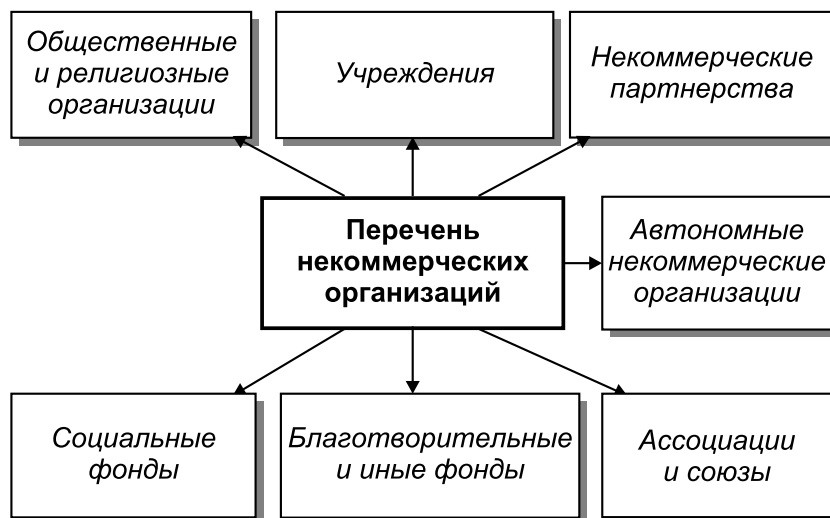 Общественные
и религиозные
организации
Учреждения
Некоммерческие
партнерства
Перечень
некоммерческих
организаций
Автономные
некоммерческие
организации
Социальные
фонды
Благотворительные
и иные фонды
Ассоциации
и союзы